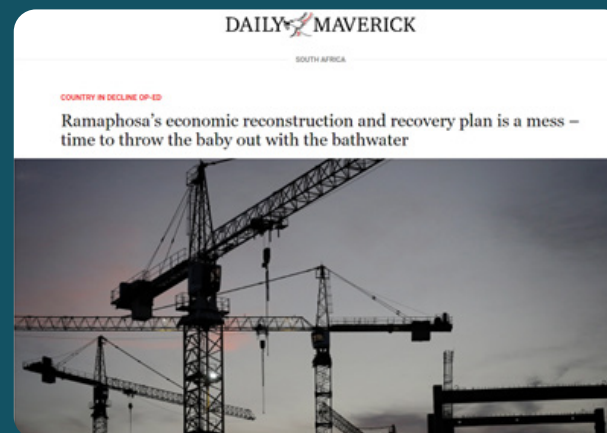 DAILY MAVERICK
SOUTH AFRICA
COUNTRY IN DECLINE OP-ED
Ramaphosa's economic reconstruction and recovery plan is a mess –
time to throw the baby out with the bathwater